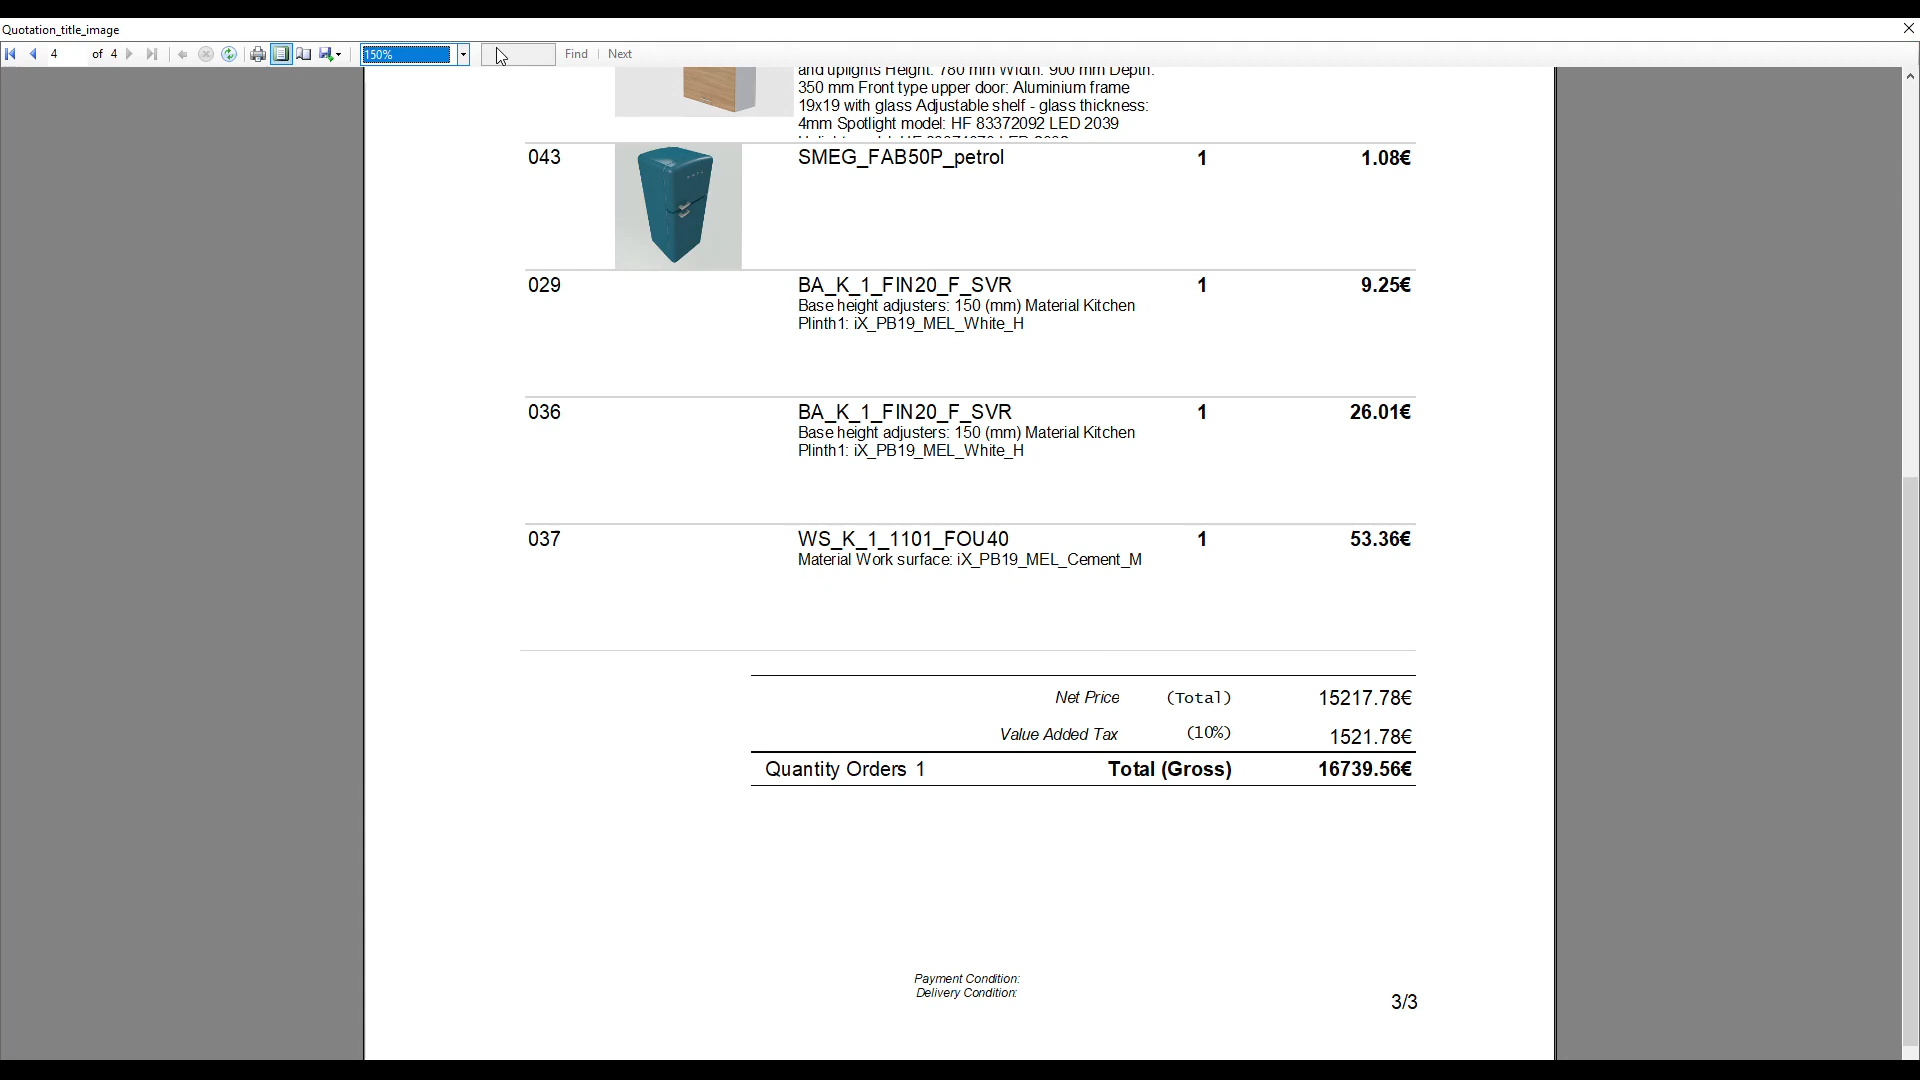 Quotation_title_image
4 of 4 150% Find Next
and uplights Height: 780 mm Width: 900 mm Depth:
350 mm Front type upper door: Aluminium frame
19x19 with glass Adjustable shelf - glass thickness:
4mm Spotlight model: HF 83372092 LED 2039
043 SMEG_FAB50P_petrol 1 1.08€
029 BA_K_1_FIN20_F_SVR 1 9.25€
Base height adjusters: 150 (mm) Material Kitchen
Plinth1: iX_PB19_MEL_White_H
036 BA_K_1_FIN20_F_SVR 1 26.01€
Base height adjusters: 150 (mm) Material Kitchen
Plinth1: iX_PB19_MEL_White_H
037 WS_K_1_1101_FOU40 1 53.36€
Material Work surface: iX_PB19_MEL_Cement_M
Net Price (Total) 15217.78€
Value Added Tax (10%) 1521.78€
Quantity Orders 1 Total (Gross) 16739.56€
Payment Condition:
Delivery Condition:
3/3